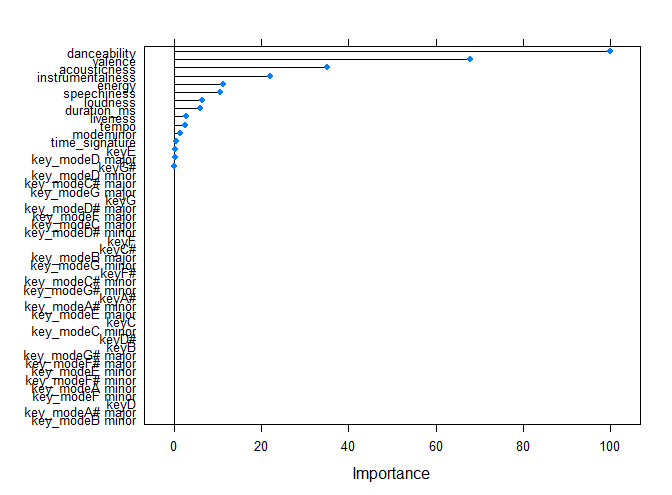 danceability
valence
acousticness
instrumentalness
energy
speechiness
loudness
duration_ms
liveness
tempo
modeminor
time_signature
keyE
key_modeD major
keyG#
key_modeD minor
key_modeC# major
key_modeG major
keyG
key_modeD# major
key_modeF major
key_modeC major
key_modeD# minor
keyF
keyC#
key_modeB major
key_modeG minor
keyF#
key_modeC# minor
key_modeG# minor
keyA#
key_modeA# minor
key_modeE major
keyC
key_modeC minor
keyD#
keyB
key_modeG# major
key_modeF# major
key_modeE minor
key_modeF# minor
key_modeA minor
key_modeF minor
keyD
key_modeA# major
key_modeB minor
0 20 40 60 80 100
Importance